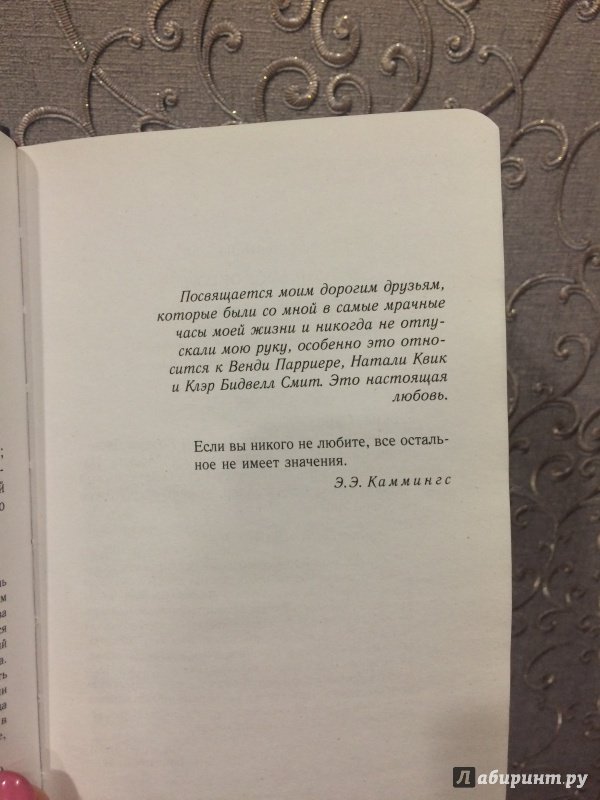 Посвящается моим дорогим друзьям,
которые были со мной в самые мрачные
часы моей жизни и никогда не отпу-
скали мою руку, особенно это отно-
сится к Венди Парриере, Натали Квик
и Клэр Бидвелл Смит. Это настоящая
любовь.
Если вы никого не любите, все осталь-
ное не имеет значения.
Э.Э. Каммингс
абиринт.ру